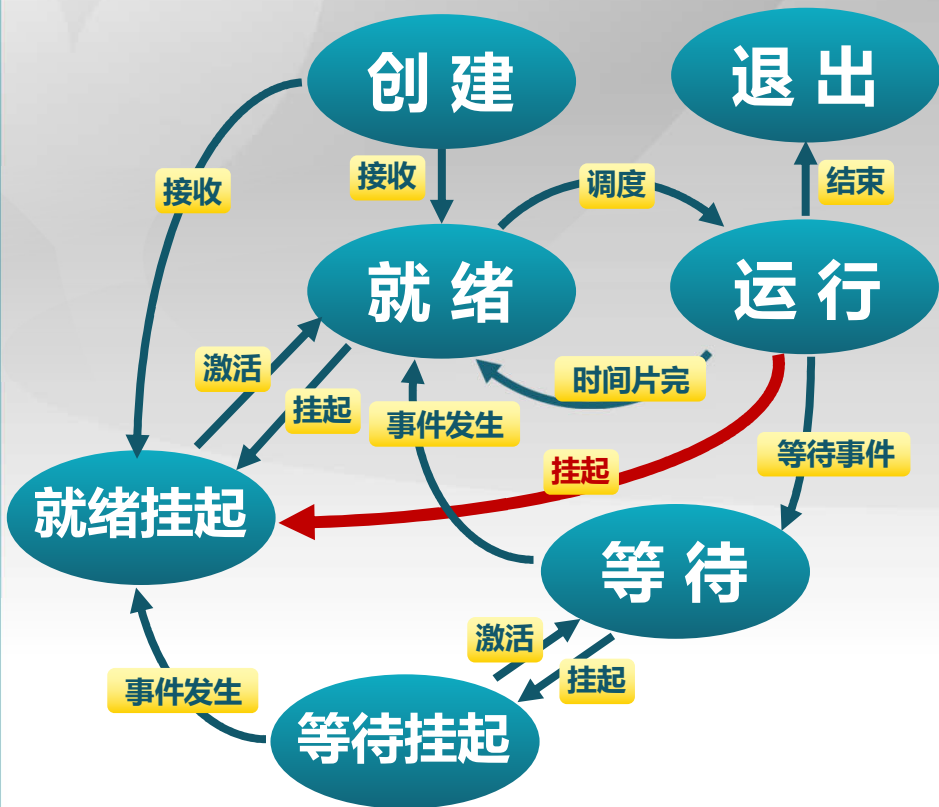 创 建
退 出
接收
接收
调度
结束
就 绪
运 行
激活
挂起
时间片完
事件发生
等待事件
挂起
就绪挂起
等 待
激活
挂起
事件发生
等待挂起